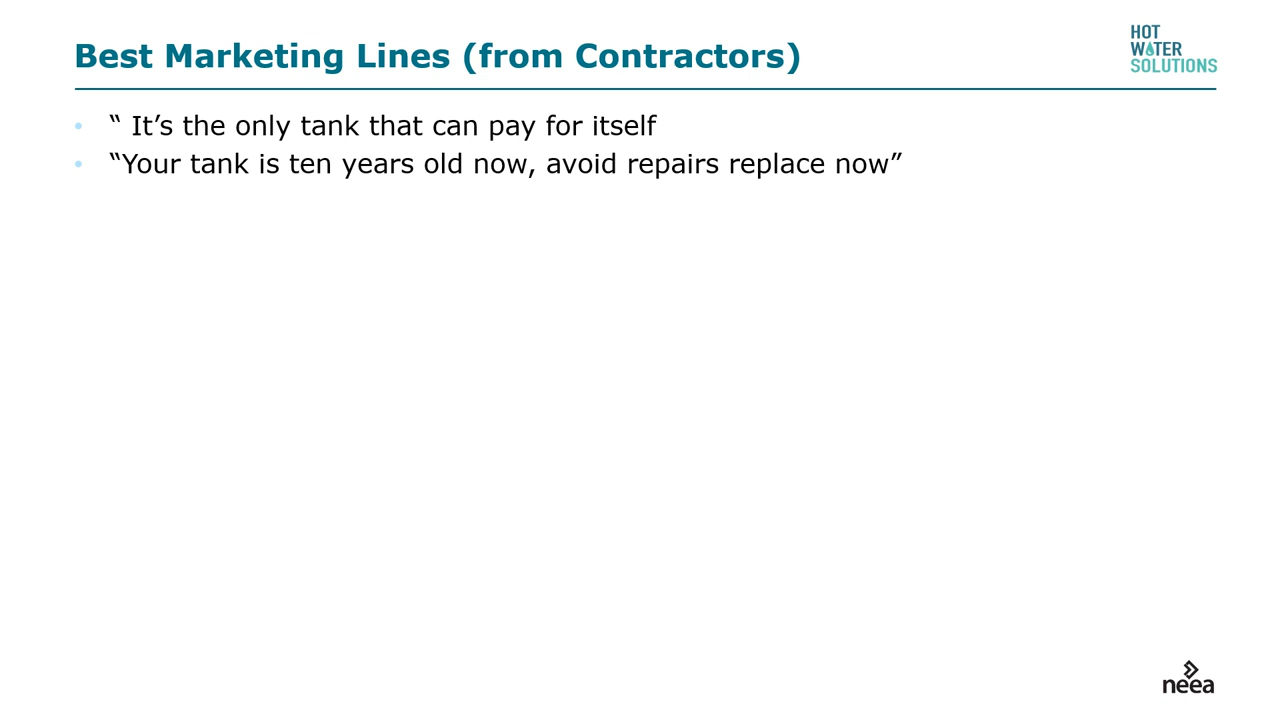 Best Marketing Lines (from Contractors)
HOT
WATER
SOLUTIONS
• “ It’s the only tank that can pay for itself
• “Your tank is ten years old now, avoid repairs replace now”
neea